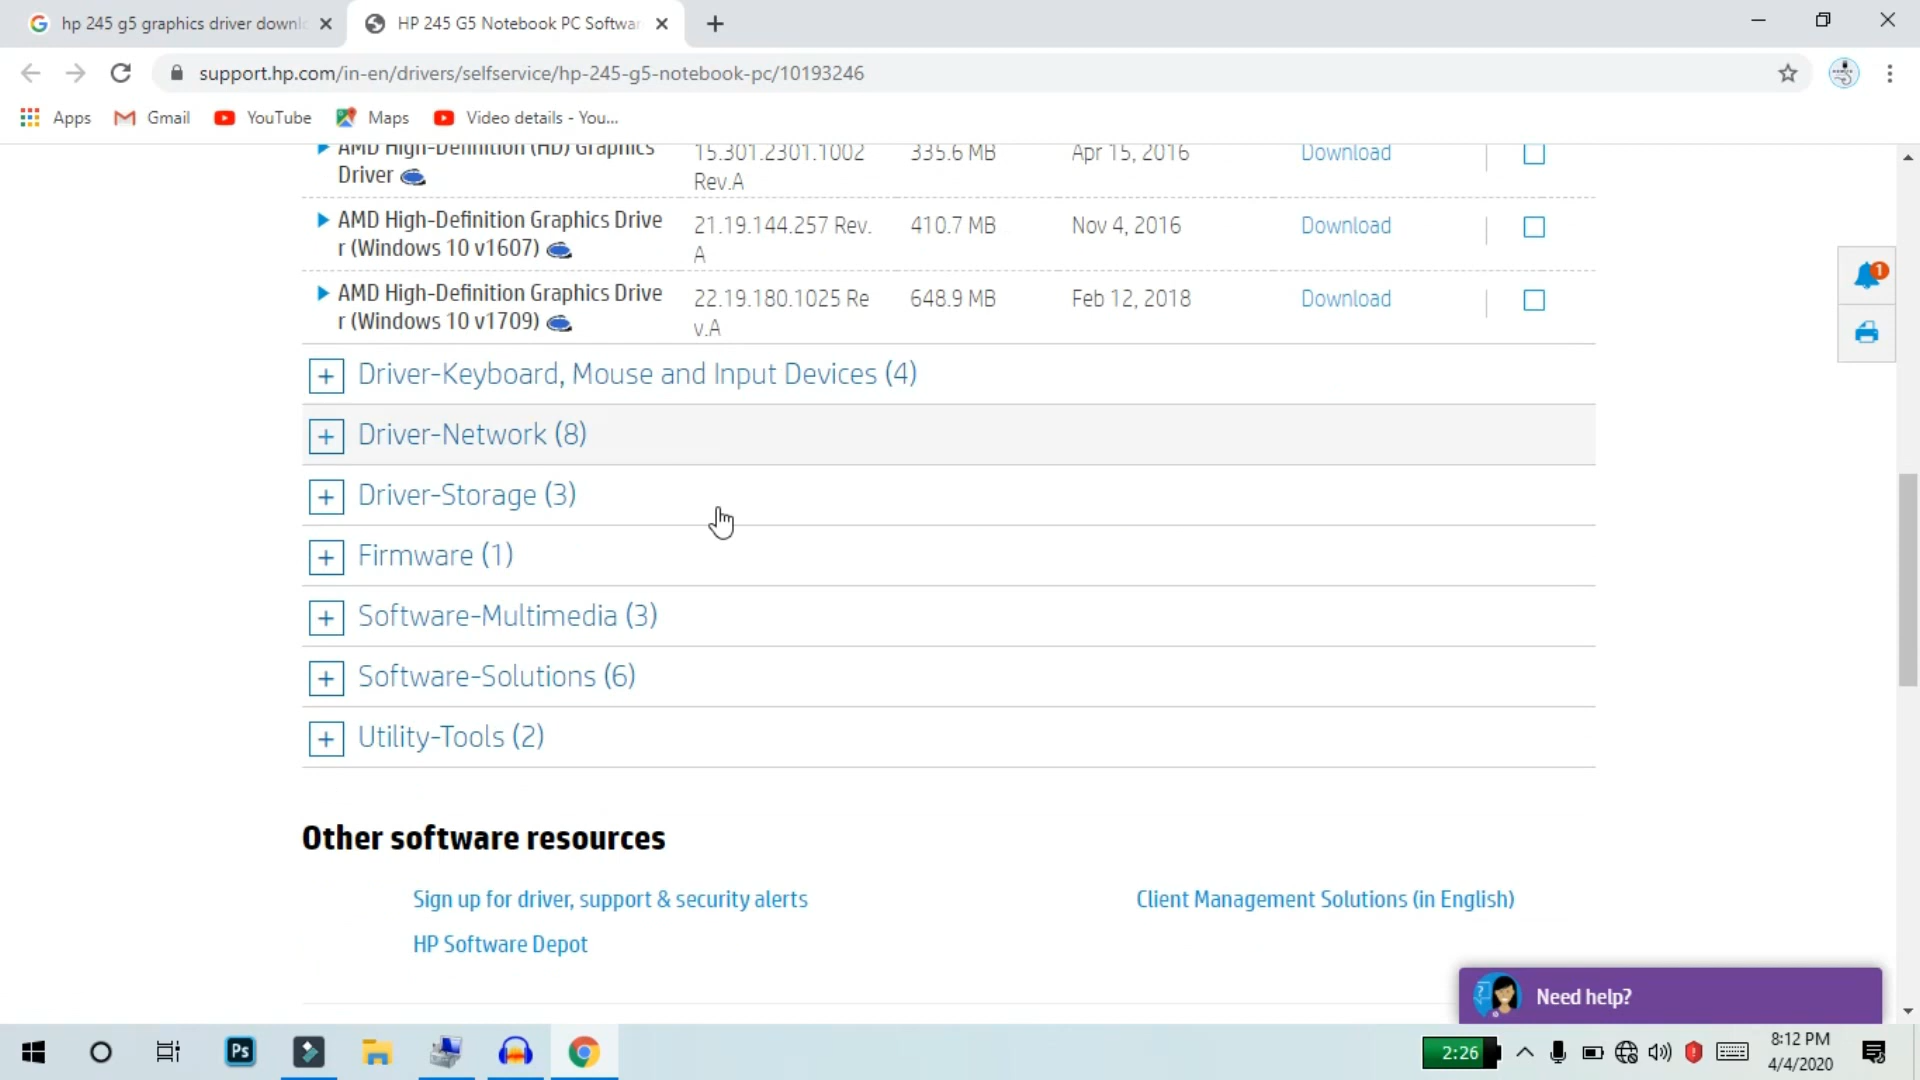 hp 245 g5 graphics driver downl
HP 245 G5 Notebook PC Softwar
support.hp.com/in-en/drivers/selfservice/hp-245-g5-notebook-pc/10193246
Apps Gmail YouTube Maps Video details - You...
AMD High-Definition (HD) Graphics
Driver
15.301.2301.1002
Rev.A
335.6 MB
Apr 15, 2016
Download
AMD High-Definition Graphics Drive
r (Windows 10 v1607)
21.19.144.257 Rev.
A
410.7 MB
Nov 4, 2016
Download
AMD High-Definition Graphics Drive
r (Windows 10 v1709)
22.19.180.1025 Re
v.A
648.9 MB
Feb 12, 2018
Download
1
Driver-Keyboard, Mouse and Input Devices (4)
Driver-Network (8)
Driver-Storage (3)
Firmware (1)
Software-Multimedia (3)
Software-Solutions (6)
Utility-Tools (2)
Other software resources
Sign up for driver, support & security alerts
Client Management Solutions (in English)
HP Software Depot
Need help?
Ps
2:26
8:12 PM
4/4/2020